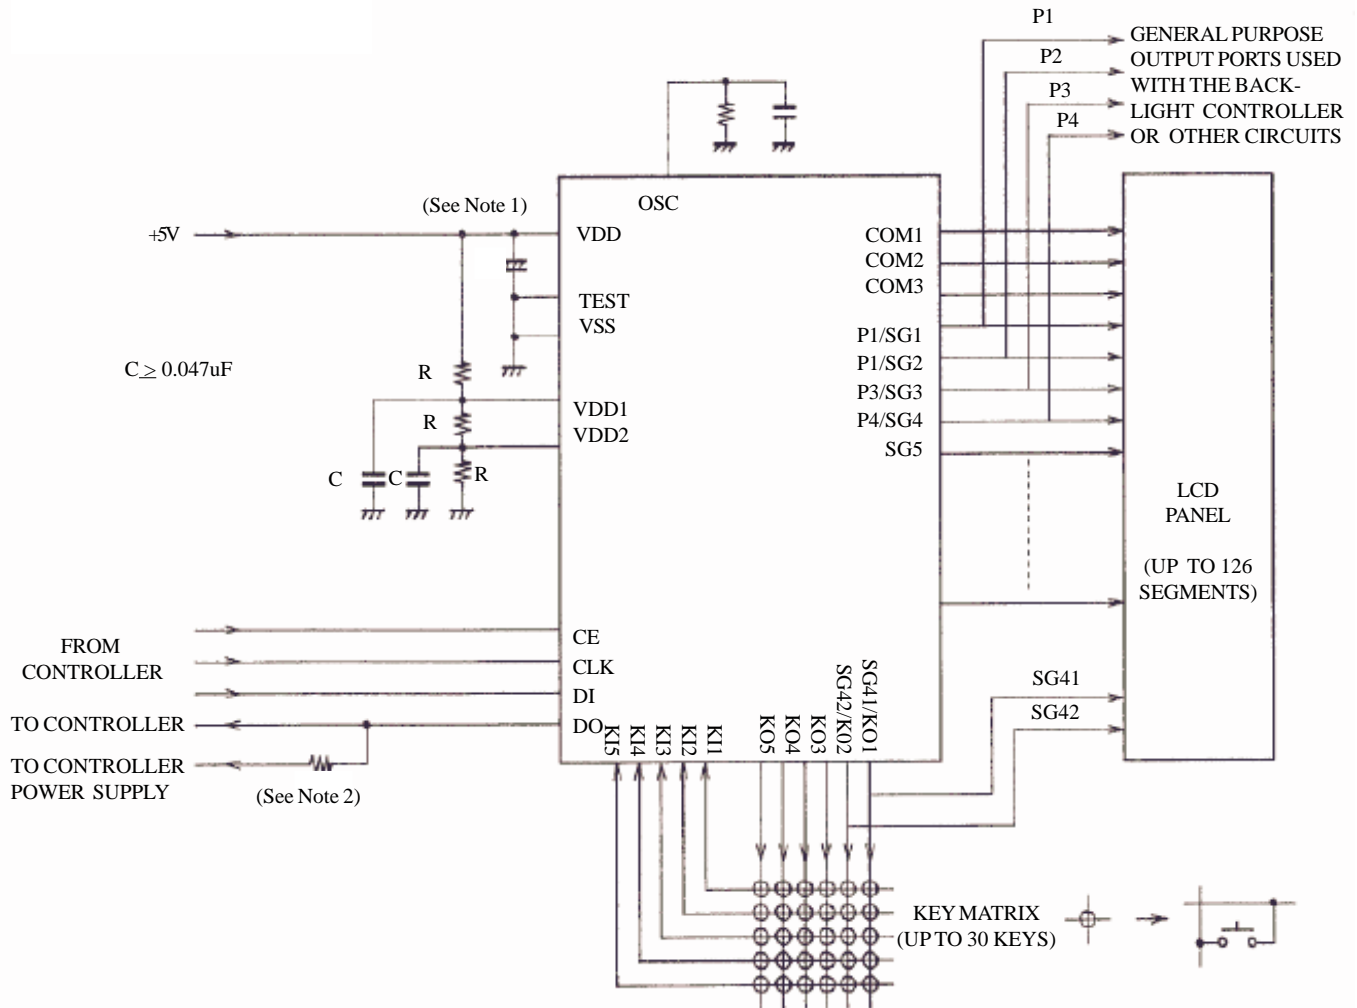 P1
GENERAL PURPOSE
OUTPUT PORTS USED
P2
WITH THE BACK-
P3
LIGHT CONTROLLER
P4
OR OTHER CIRCUITS
OSC
(See Note 1)
+5V
VDD
COM1
COM2
COM3
TEST
VSS
P1/SG1
P1/SG2
P3/SG3
P4/SG4
SG5
C ≥ 0.047uF
R
VDD1
R
VDD2
C
C
R
LCD
PANEL
(UP TO 126
SEGMENTS)
FROM
CONTROLLER
CE
CLK
DI
TO CONTROLLER
DO
TO CONTROLLER
POWER SUPPLY
(See Note 2)
KI5
KI4
KI3
KI2
KI1
KO5
KO4
KO3
SG42/K02
SG41/KO1
SG41
SG42
KEY MATRIX
(UP TO 30 KEYS)